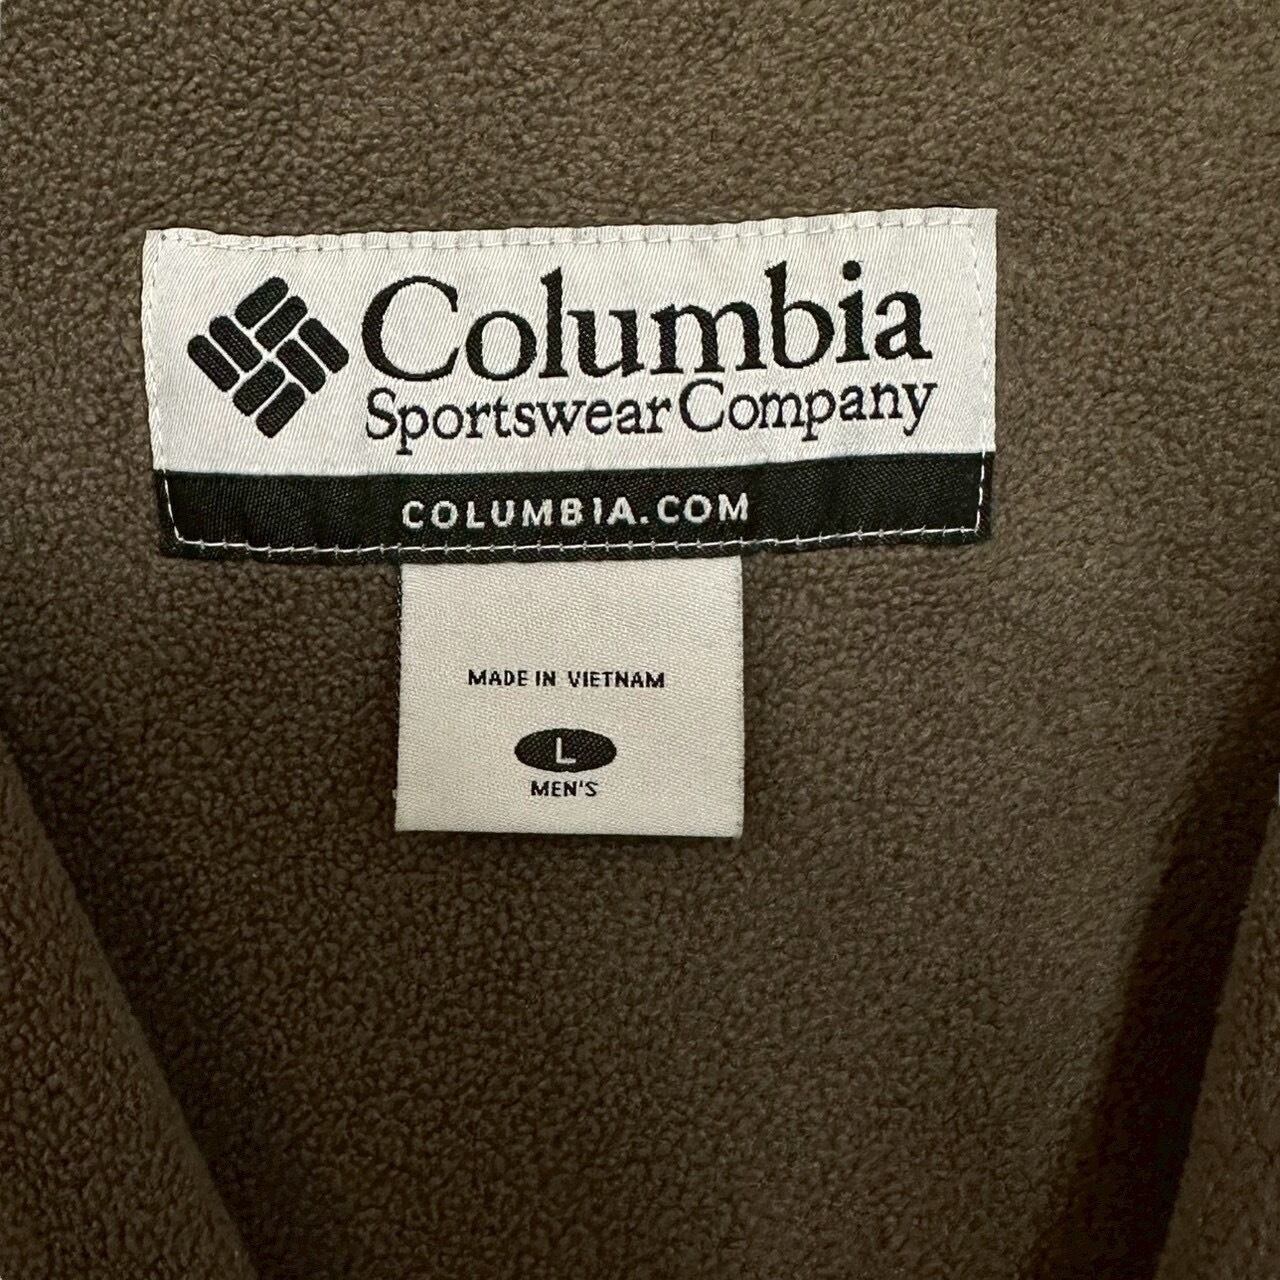 Columbia
Sportswear Company
COLUMBIA.COM
MADE IN VIETNAM
L
MEN'S